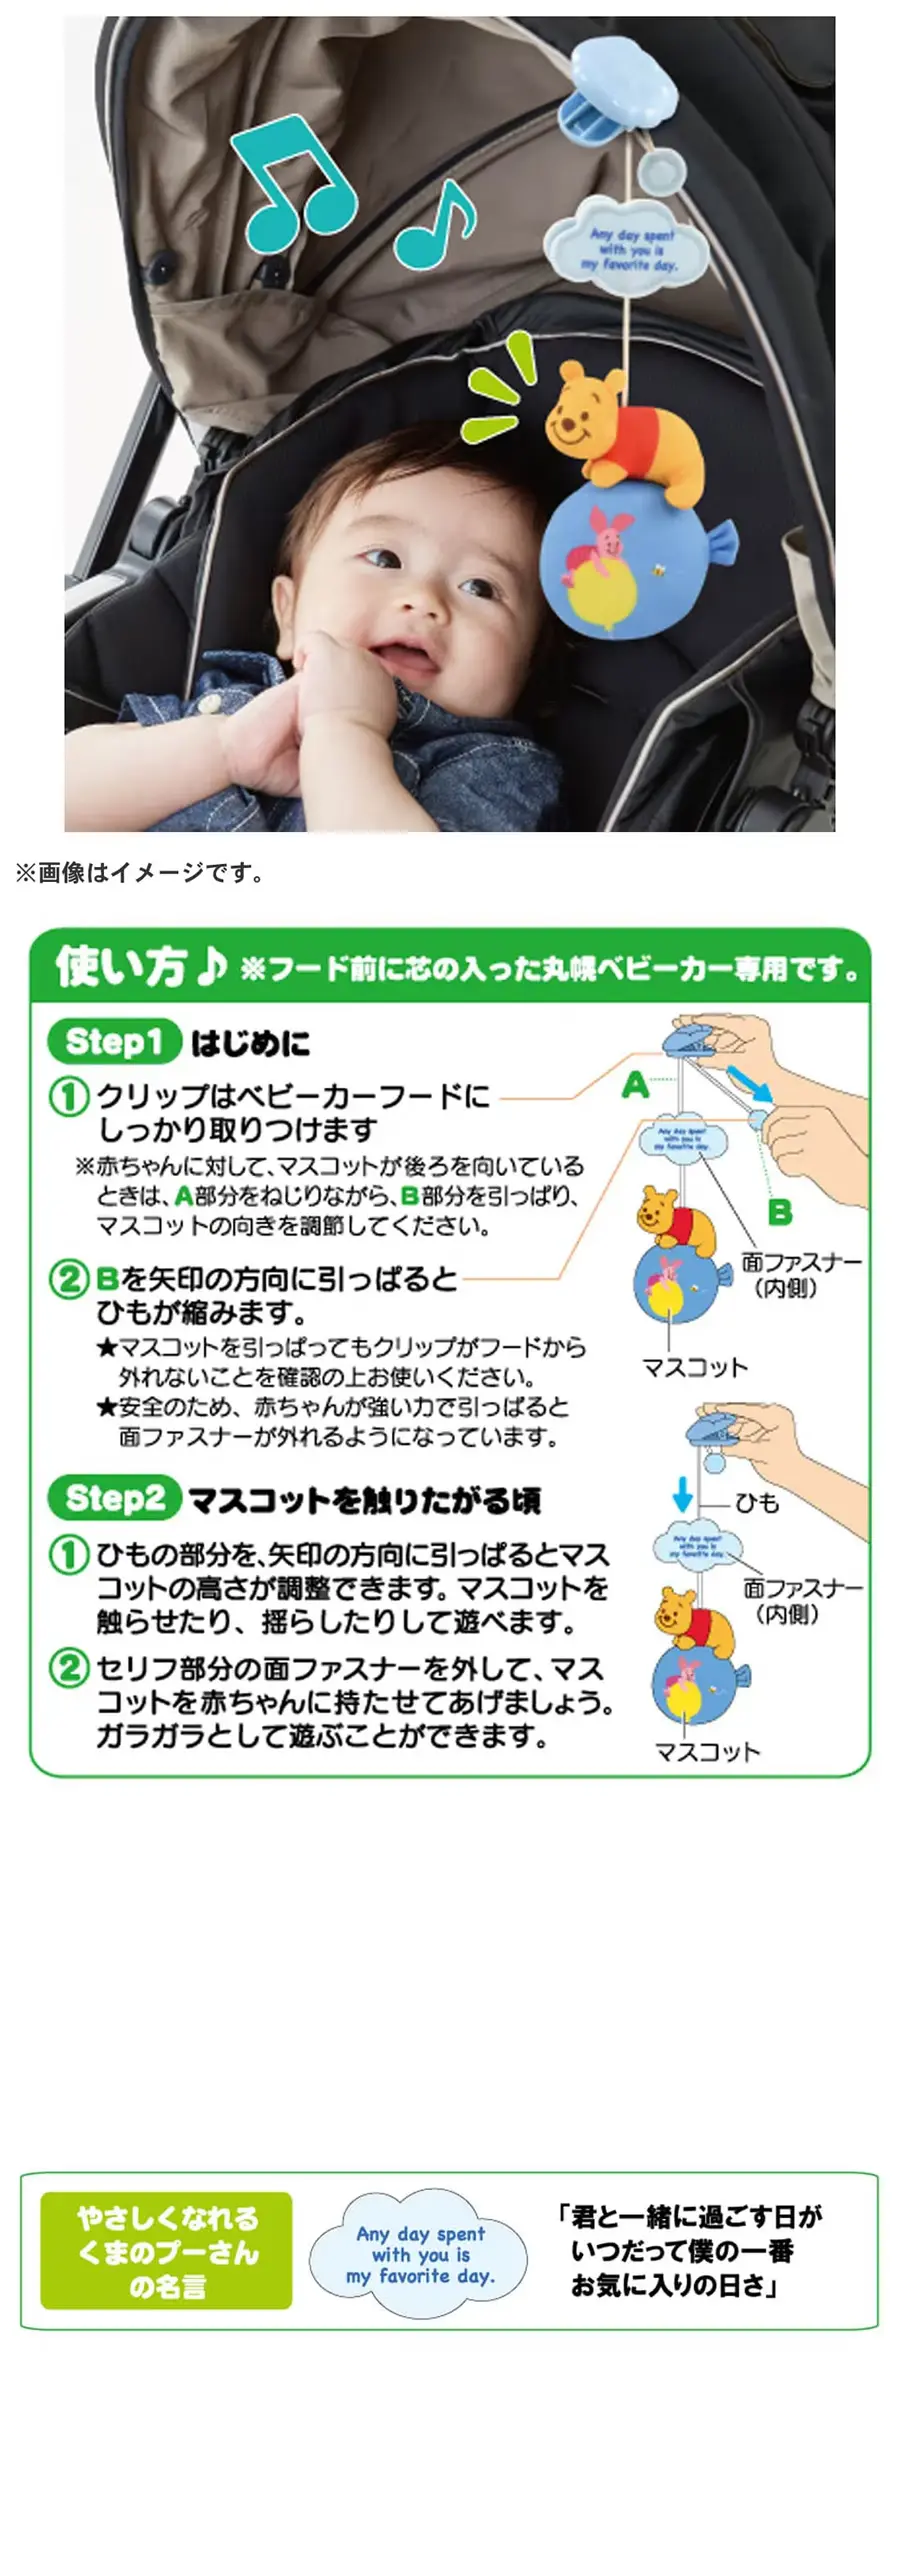 Any day spent
with you is
my favorite day.
※画像はイメージです。
使い方♪ ※フード前に芯の入った丸幌ベビーカー専用です。
Step1 はじめに
① クリップはベビーカーフードに
しっかり取りつけます
※赤ちゃんに対して、マスコットが後ろを向いている
ときは、A部分をねじりながら、B部分を引っぱり、
マスコットの向きを調節してください。
② Bを矢印の方向に引っぱると
ひもが縮みます。
★マスコットを引っぱってもクリップがフードから
外れないことを確認の上お使いください。
★安全のため、赤ちゃんが強い力で引っぱると
面ファスナーが外れるようになっています。
A
Any day spent
with you is
my favorite day.
B
面ファスナー
(内側)
マスコット
Step2 マスコットを触りたがる頃
① ひもの部分を、矢印の方向に引っぱるとマス
コットの高さが調整できます。マスコットを
触らせたり、揺らしたりして遊べます。
② セリフ部分の面ファスナーを外して、マス
コットを赤ちゃんに持たせてあげましょう。
ガラガラとして遊ぶことができます。
ひも
Any day spent
with you is
my favorite day.
面ファスナー
(内側)
マスコット
やさしくなれる
くまのプーさん
の名言
Any day spent
with you is
my favorite day.
「君と一緒に過ごす日が
いつだって僕の一番
お気に入りの日さ」